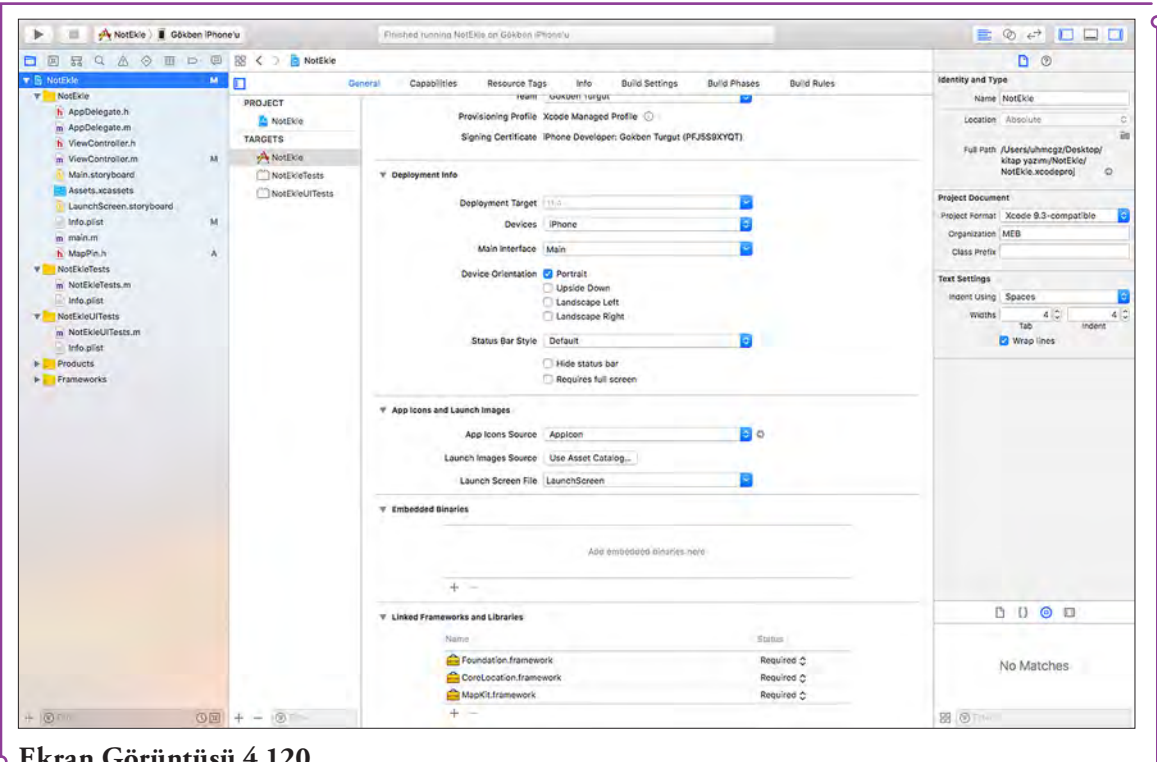 NotEkle Gökben iPhone'u
Finished running NotEkle on Gökben iPhone'u
NotEkle M
NotEkle
h AppDelegate.h
m AppDelegate.m
h ViewController.h
m ViewController.m M
Main.storyboard
Assets.xcassets
LaunchScreen.storyboard
Info.plist M
m main.m
h MapPin.h A
NotEkleTests
m NotEkleTests.m
Info.plist
NotEkleUITests
m NotEkleUITests.m
Info.plist
Products
Frameworks
Filter
NotEkle
General Capabilities Resource Tags Info Build Settings Build Phases Build Rules
PROJECT
NotEkle
TARGETS
NotEkle
NotEkleTests
NotEkleUITests
Filter
Team Gokben Turgut
Provisioning Profile Xcode Managed Profile
Signing Certificate iPhone Developer: Gokben Turgut (PFJ5S9XYQT)
Deployment Info
Deployment Target 11.4
Devices iPhone
Main Interface Main
Device Orientation Portrait
Upside Down
Landscape Left
Landscape Right
Status Bar Style Default
Hide status bar
Requires full screen
App Icons and Launch Images
App Icons Source AppIcon
Launch Images Source Use Asset Catalog...
Launch Screen File LaunchScreen
Embedded Binaries
Add embedded binaries here
Linked Frameworks and Libraries
Name Status
Foundation.framework Required
CoreLocation.framework Required
MapKit.framework Required
Identity and Type
Name NotEkle
Location Absolute
Full Path /Users/uhmcgz/Desktop/
kitap yazımı/NotEkle/
NotEkle.xcodeproj
Project Document
Project Format Xcode 9.3-compatible
Organization MEB
Class Prefix
Text Settings
Indent Using Spaces
Widths 4 4
Tab Indent
Wrap lines
No Matches
Filter
Ekran Görüntüsü 4.120